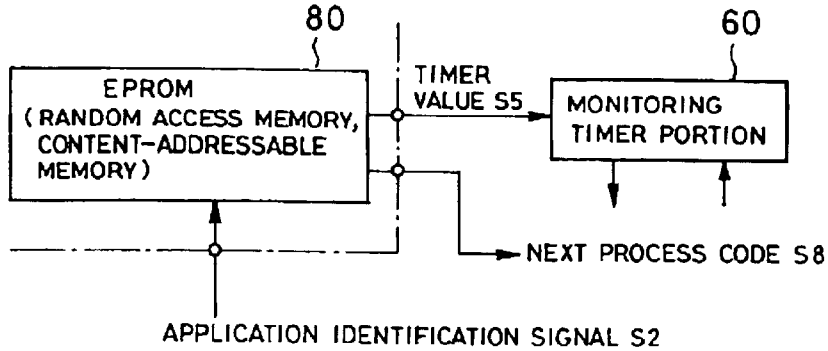 80
60
EPROM
(RANDOM ACCESS MEMORY,
CONTENT-ADDRESSABLE
MEMORY)
TIMER
VALUE S5
MONITORING
TIMER PORTION
NEXT PROCESS CODE S8
APPLICATION IDENTIFICATION SIGNAL S2